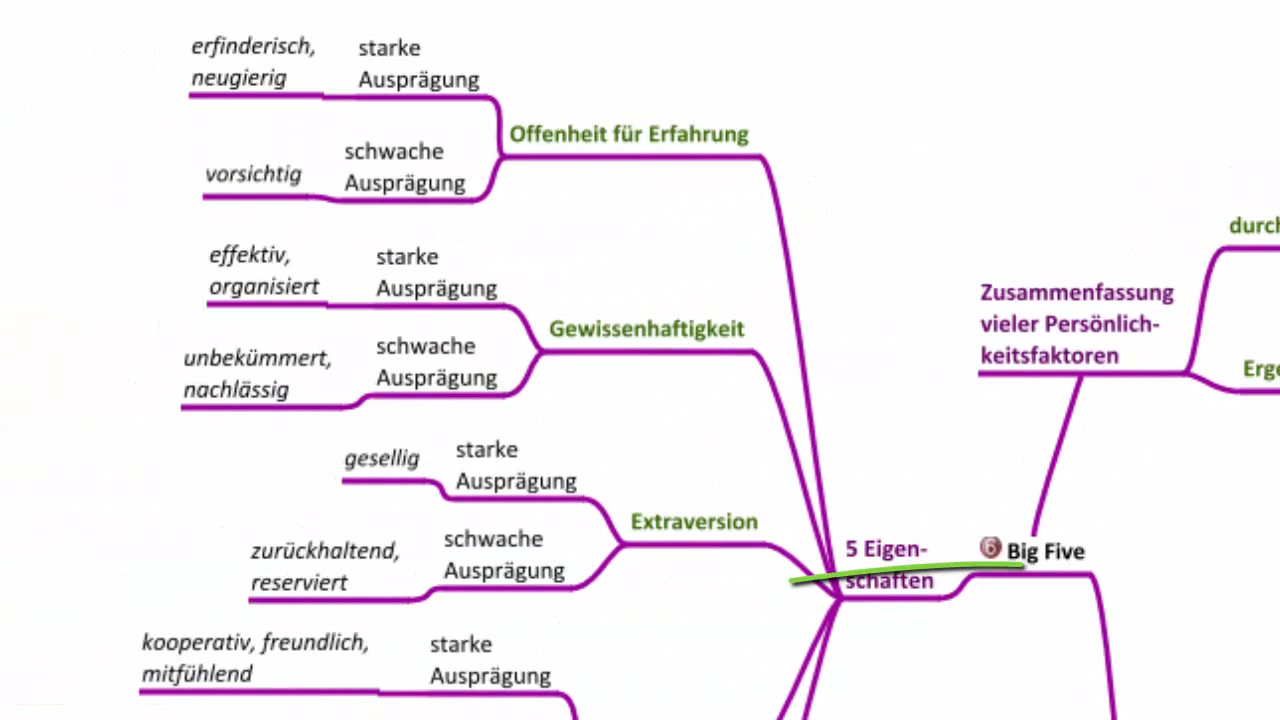 erfinderisch,
neugierig
starke
Ausprägung
Offenheit für Erfahrung
vorsichtig
schwache
Ausprägung
effektiv,
organisiert
starke
Ausprägung
Gewissenhaftigkeit
unbekümmert,
nachlässig
schwache
Ausprägung
gesellig
starke
Ausprägung
Extraversion
zurückhaltend,
reserviert
schwache
Ausprägung
kooperativ, freundlich,
mitfühlend
starke
Ausprägung
5 Eigen-
schaften
6 Big Five
Zusammenfassung
vieler Persönlich-
keitsfaktoren
durch
Erge